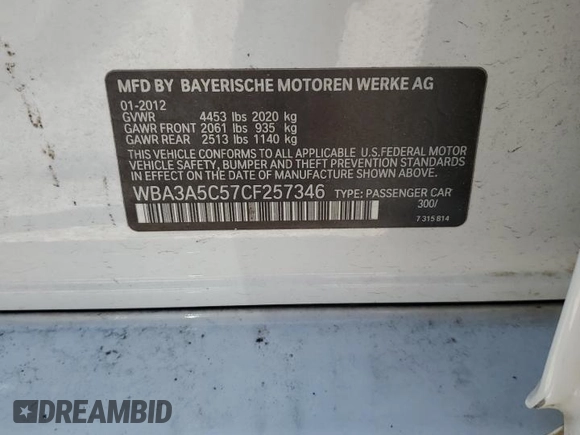 MFD BY BAYERISCHE MOTOREN WERKE AG
01-2012
GVWR 4453 lbs 2020 kg
GAWR FRONT 2061 lbs 935 kg
GAWR REAR 2513 lbs 1140 kg
THIS VEHICLE CONFORMS TO ALL APPLICABLE U.S.FEDERAL MOTOR
VEHICLE SAFETY, BUMPER AND THEFT PREVENTION STANDARDS
IN EFFECT ON THE DATE OF MANUFACTURE SHOWN ABOVE.
WBA3A5C57CF257346 TYPE: PASSENGER CAR
300/
7 315 814
DREAMBID